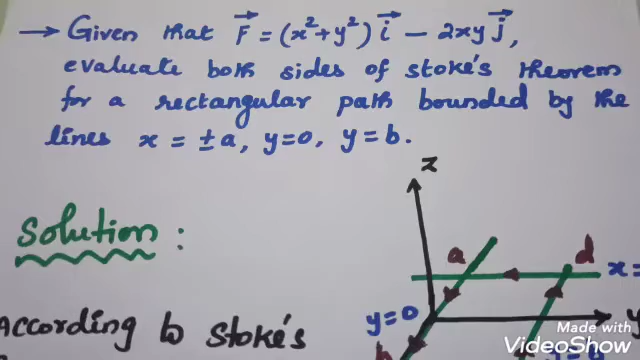 → Given that F⃗ = (x² + y²) i⃗ − 2xy j⃗,
evaluate both sides of stoke's theorem
for a rectangular path bounded by the
lines x = ± a, y=0, y = b.
Solution :
z
a
d
x =
y=0
y
According to stoke's
b
Made with
VideoShow